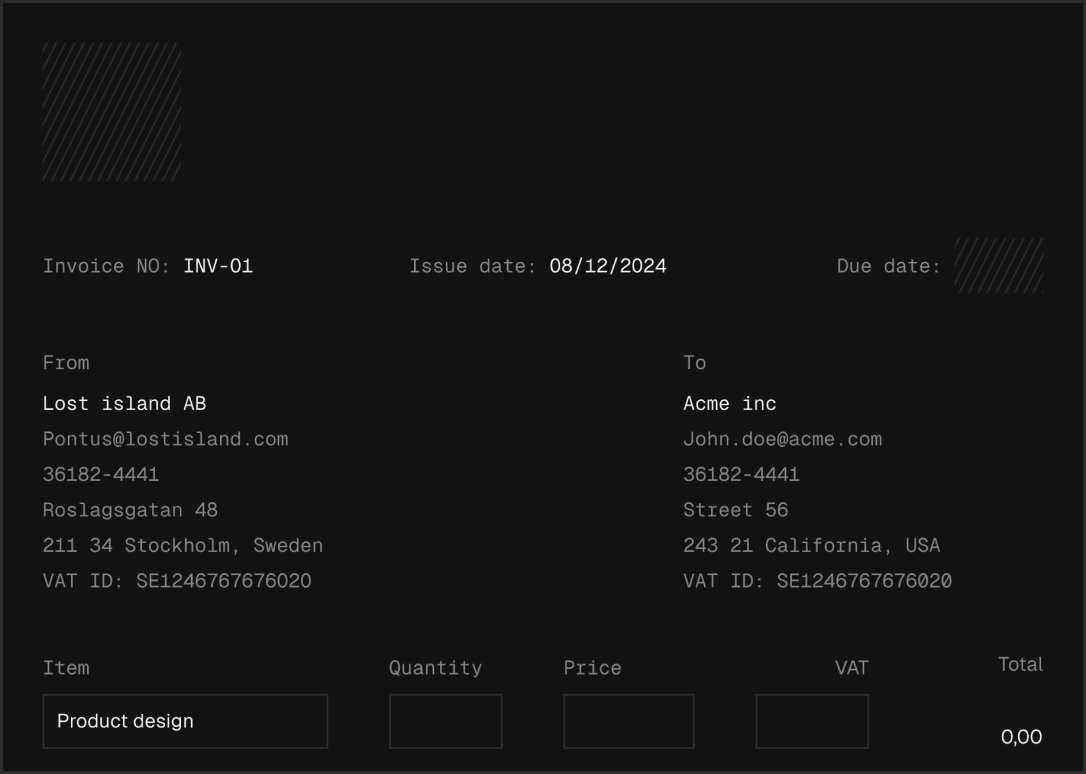 Invoice NO: INV-01 Issue date: 08/12/2024 Due date:
From
Lost island AB
Pontus@lostisland.com
36182-4441
Roslagsgatan 48
211 34 Stockholm, Sweden
VAT ID: SE1246767676020
To
Acme inc
John.doe@acme.com
36182-4441
Street 56
243 21 California, USA
VAT ID: SE1246767676020
Item Quantity Price VAT Total
Product design 0,00